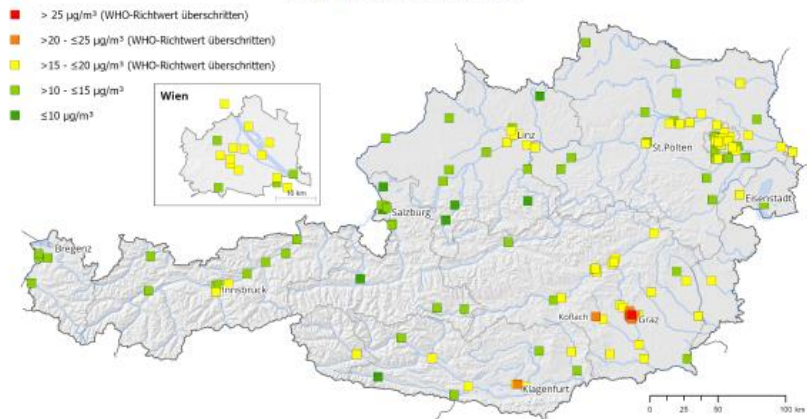 > 25 µg/m³ (WHO-Richtwert überschritten)
>20 - ≤25 µg/m³ (WHO-Richtwert überschritten)
>15 - ≤20 µg/m³ (WHO-Richtwert überschritten)
>10 - ≤15 µg/m³
≤10 µg/m³
Wien
10 km
Linz
St.Pölten
Eisenstadt
Salzburg
Bregenz
Innsbruck
Köflach
Graz
Klagenfurt
0 50 100 km